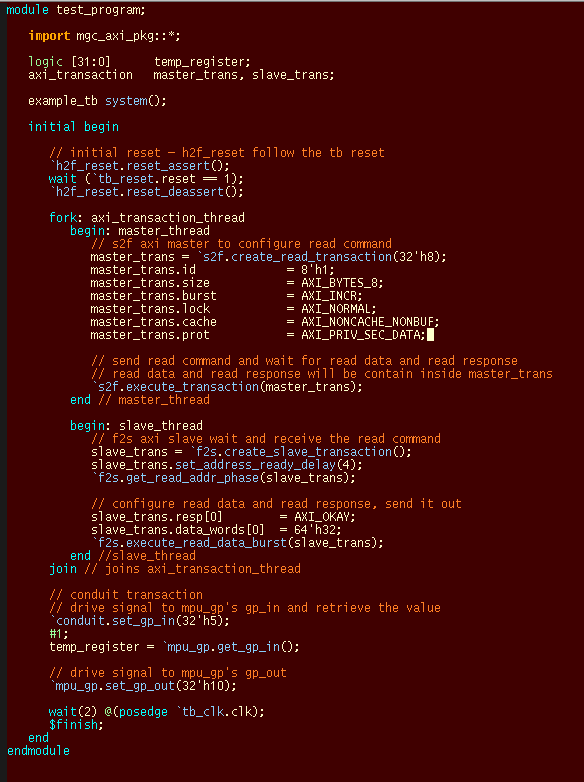 module test_program;
import mgc_axi_pkg::*;
logic [31:0]      temp_register;
axi_transaction   master_trans, slave_trans;
example_tb system();
initial begin
// initial reset – h2f_reset follow the tb reset
`h2f_reset.reset_assert();
wait (`tb_reset.reset == 1);
`h2f_reset.reset_deassert();
fork: axi_transaction_thread
begin: master_thread
// s2f axi master to configure read command
master_trans = `s2f.create_read_transaction(32'h8);
master_trans.id           = 8'h1;
master_trans.size         = AXI_BYTES_8;
master_trans.burst        = AXI_INCR;
master_trans.lock         = AXI_NORMAL;
master_trans.cache        = AXI_NONCACHE_NONBUF;
master_trans.prot         = AXI_PRIV_SEC_DATA;
// send read command and wait for read data and read response
// read data and read response will be contain inside master_trans
`s2f.execute_transaction(master_trans);
end // master_thread
begin: slave_thread
// f2s axi slave wait and receive the read command
slave_trans = `f2s.create_slave_transaction();
slave_trans.set_address_ready_delay(4);
`f2s.get_read_addr_phase(slave_trans);
// configure read data and read response, send it out
slave_trans.resp[0]        = AXI_OKAY;
slave_trans.data_words[0]  = 64'h32;
`f2s.execute_read_data_burst(slave_trans);
end //slave_thread
join // joins axi_transaction_thread
// conduit transaction
// drive signal to mpu_gp's gp_in and retrieve the value
`conduit.set_gp_in(32'h5);
#1;
temp_register = `mpu_gp.get_gp_in();
// drive signal to mpu_gp's gp_out
`mpu_gp.set_gp_out(32'h10);
wait(2) @(posedge `tb_clk.clk);
$finish;
end
endmodule